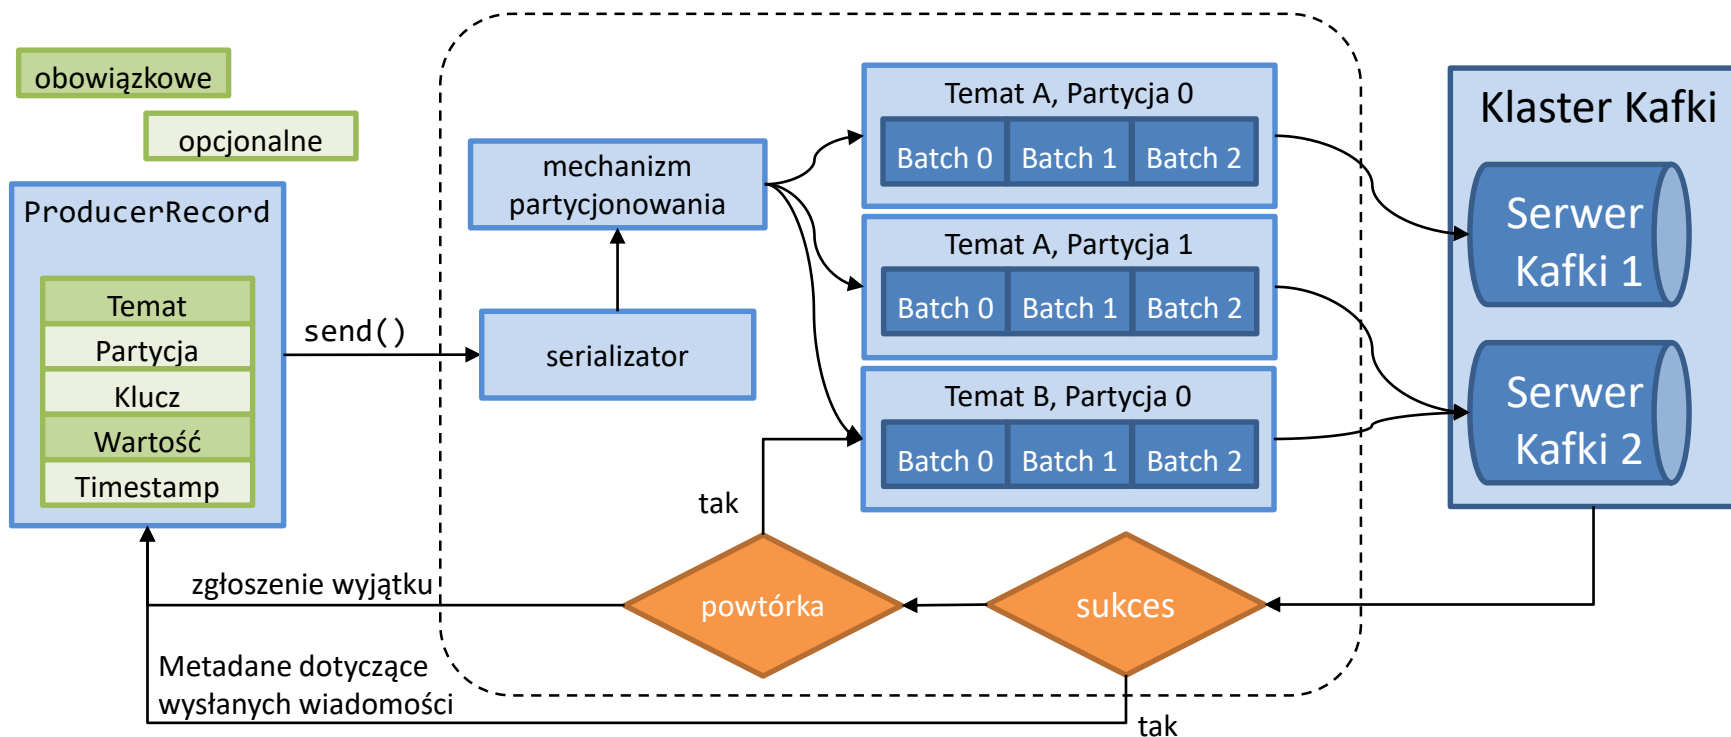 obowiązkowe
opcjonalne
ProducerRecord
Temat
Partycja
Klucz
Wartość
Timestamp
send()
mechanizm
partycjonowania
serializator
Temat A, Partycja 0
Batch 0 Batch 1 Batch 2
Temat A, Partycja 1
Batch 0 Batch 1 Batch 2
Temat B, Partycja 0
Batch 0 Batch 1 Batch 2
Klaster Kafki
Serwer
Kafki 1
Serwer
Kafki 2
tak
zgłoszenie wyjątku
powtórka
sukces
Metadane dotyczące
wysłanych wiadomości
tak